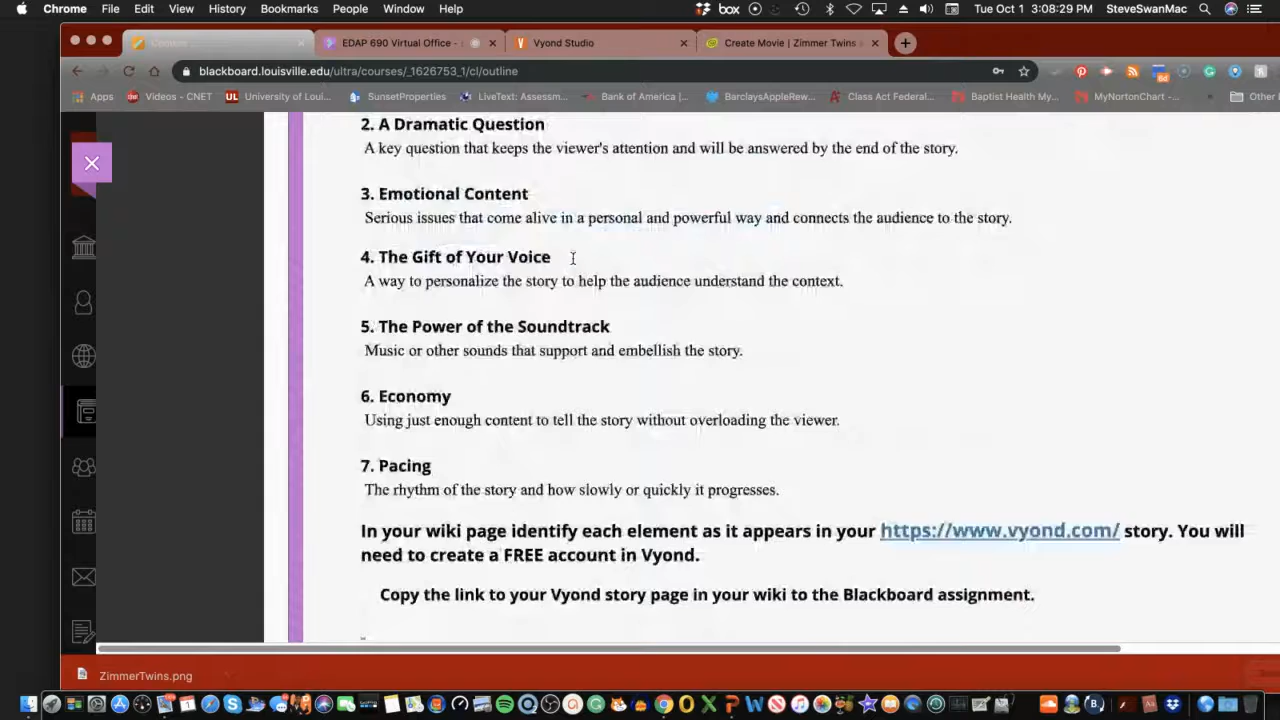 Chrome File Edit View History Bookmarks People Window Help box Tue Oct 1 3:08:29 PM SteveSwanMac
Content EDAP 690 Virtual Office - Vyond Studio Create Movie | Zimmer Twins
blackboard.louisville.edu/ultra/courses/_1626753_1/cl/outline
Apps Videos - CNET University of Loui... SunsetProperties LiveText: Assessm... Bank of America |... BarclaysAppleRew... Class Act Federal... Baptist Health My... MyNortonChart -... Other
2. A Dramatic Question
A key question that keeps the viewer's attention and will be answered by the end of the story.
3. Emotional Content
Serious issues that come alive in a personal and powerful way and connects the audience to the story.
4. The Gift of Your Voice
A way to personalize the story to help the audience understand the context.
5. The Power of the Soundtrack
Music or other sounds that support and embellish the story.
6. Economy
Using just enough content to tell the story without overloading the viewer.
7. Pacing
The rhythm of the story and how slowly or quickly it progresses.
In your wiki page identify each element as it appears in your https://www.vyond.com/ story. You will
need to create a FREE account in Vyond.
Copy the link to your Vyond story page in your wiki to the Blackboard assignment.
ZimmerTwins.png